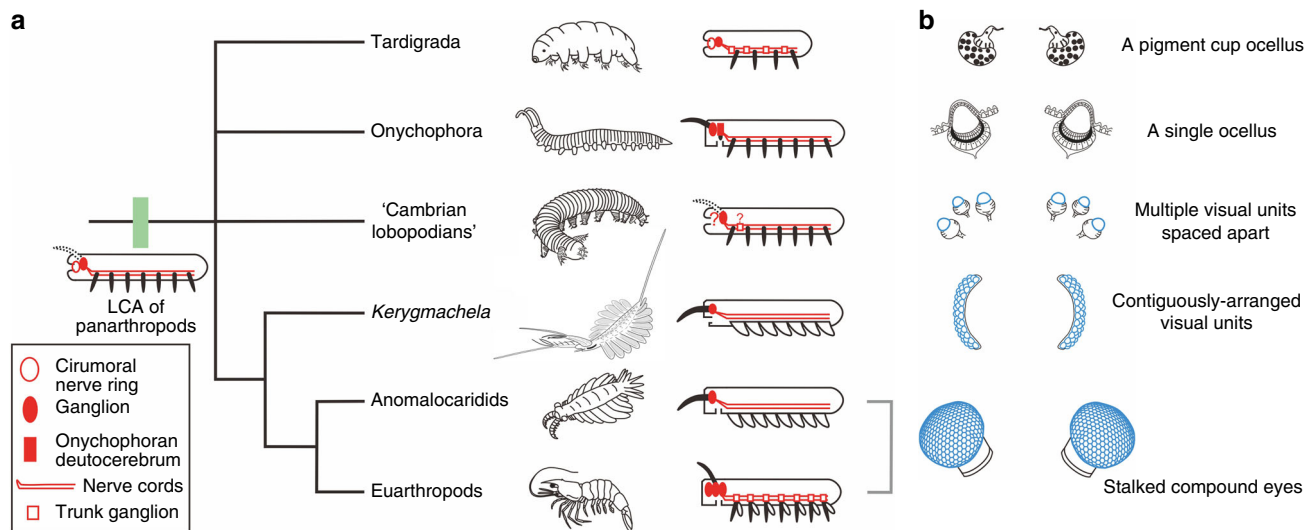 a
Tardigrada
Onychophora
'Cambrian
lobopodians'
Kerygmachela
Anomalocaridids
Euarthropods
?
?
LCA of
panarthropods
Cirumoral
nerve ring
Ganglion
Onychophoran
deutocerebrum
Nerve cords
Trunk ganglion
b
A pigment cup ocellus
A single ocellus
Multiple visual units
spaced apart
Contiguously-arranged
visual units
Stalked compound eyes